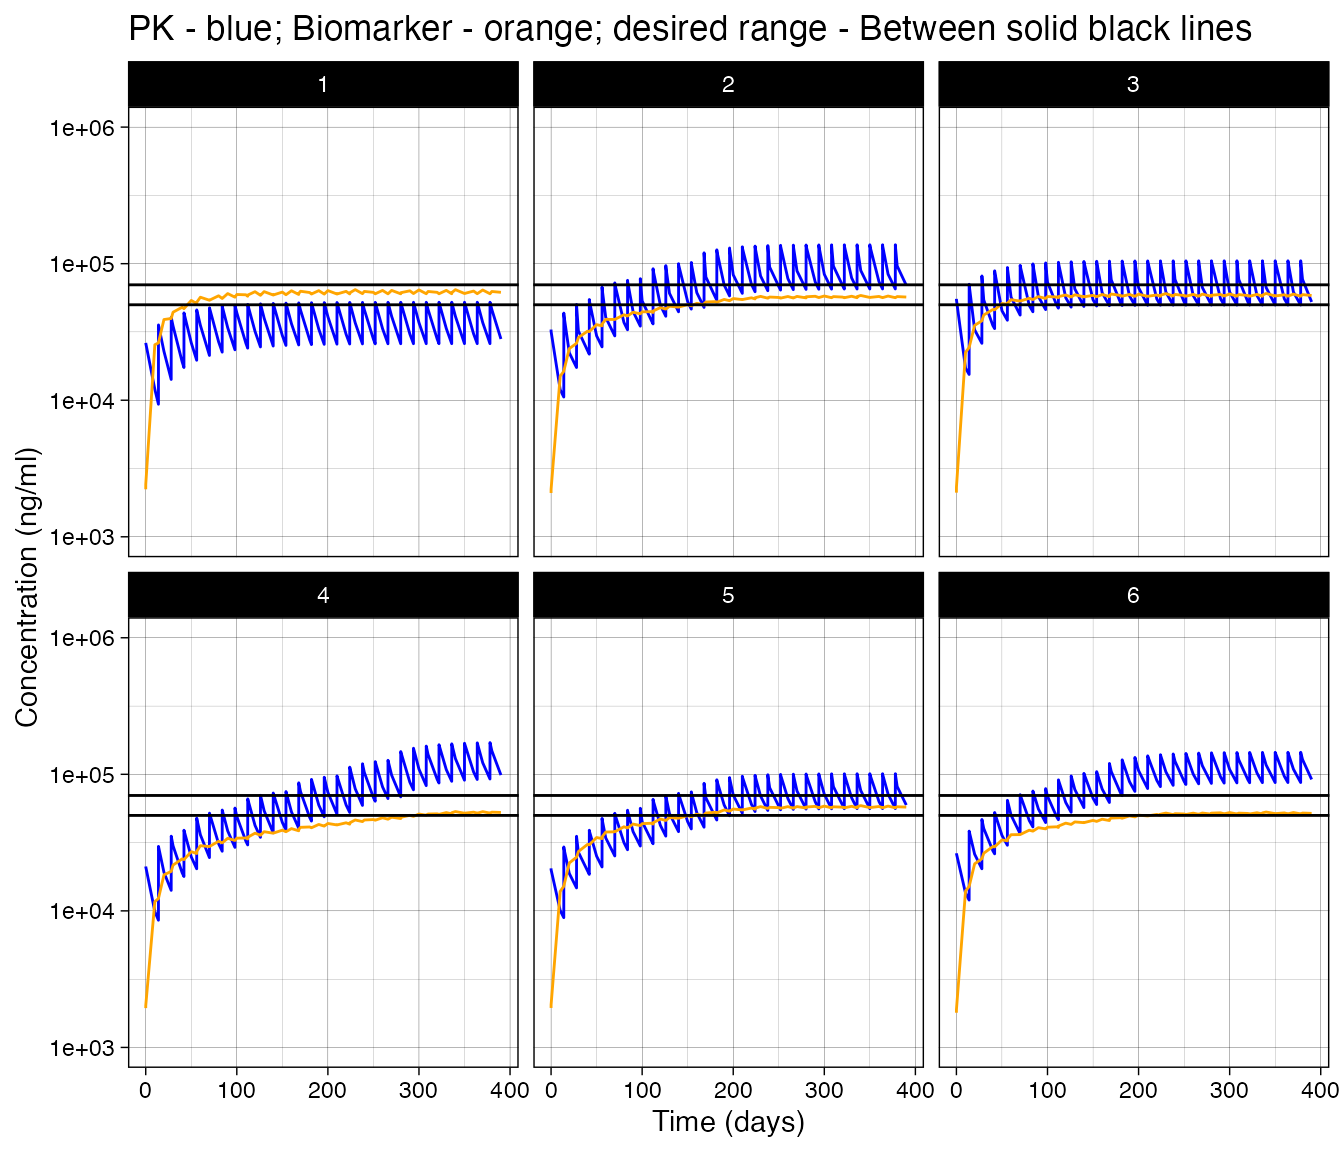 PK - blue; Biomarker - orange; desired range - Between solid black lines
1 2 3
1e+06
1e+05
1e+04
1e+03
4 5 6
1e+06
1e+05
1e+04
1e+03
0 100 200 300 400 0 100 200 300 400 0 100 200 300 400
Time (days)
Concentration (ng/ml)